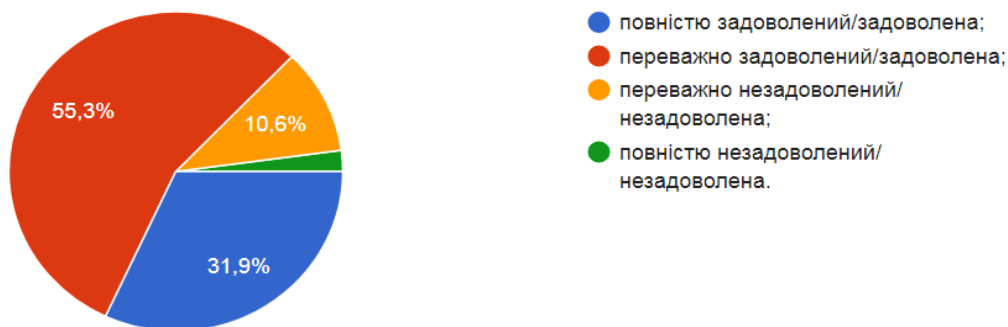 55,3%
10,6%
31,9%
повністю задоволений/задоволена;
переважно задоволений/задоволена;
переважно незадоволений/
незадоволена;
повністю незадоволений/
незадоволена.